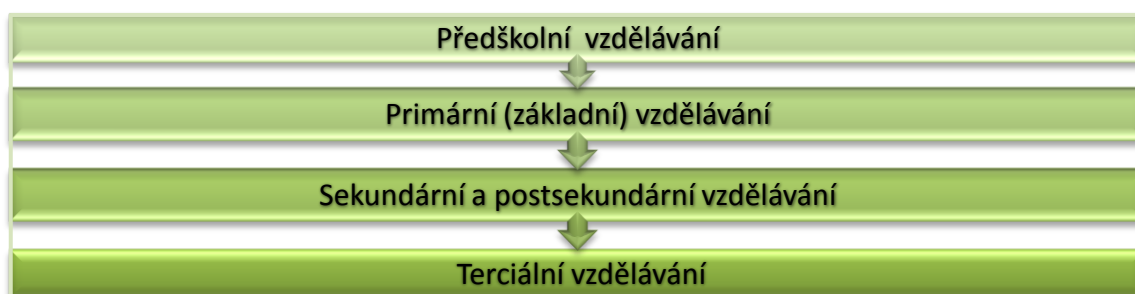 Předškolní vzdělávání
Primární (základní) vzdělávání
Sekundární a postsekundární vzdělávání
Terciální vzdělávání